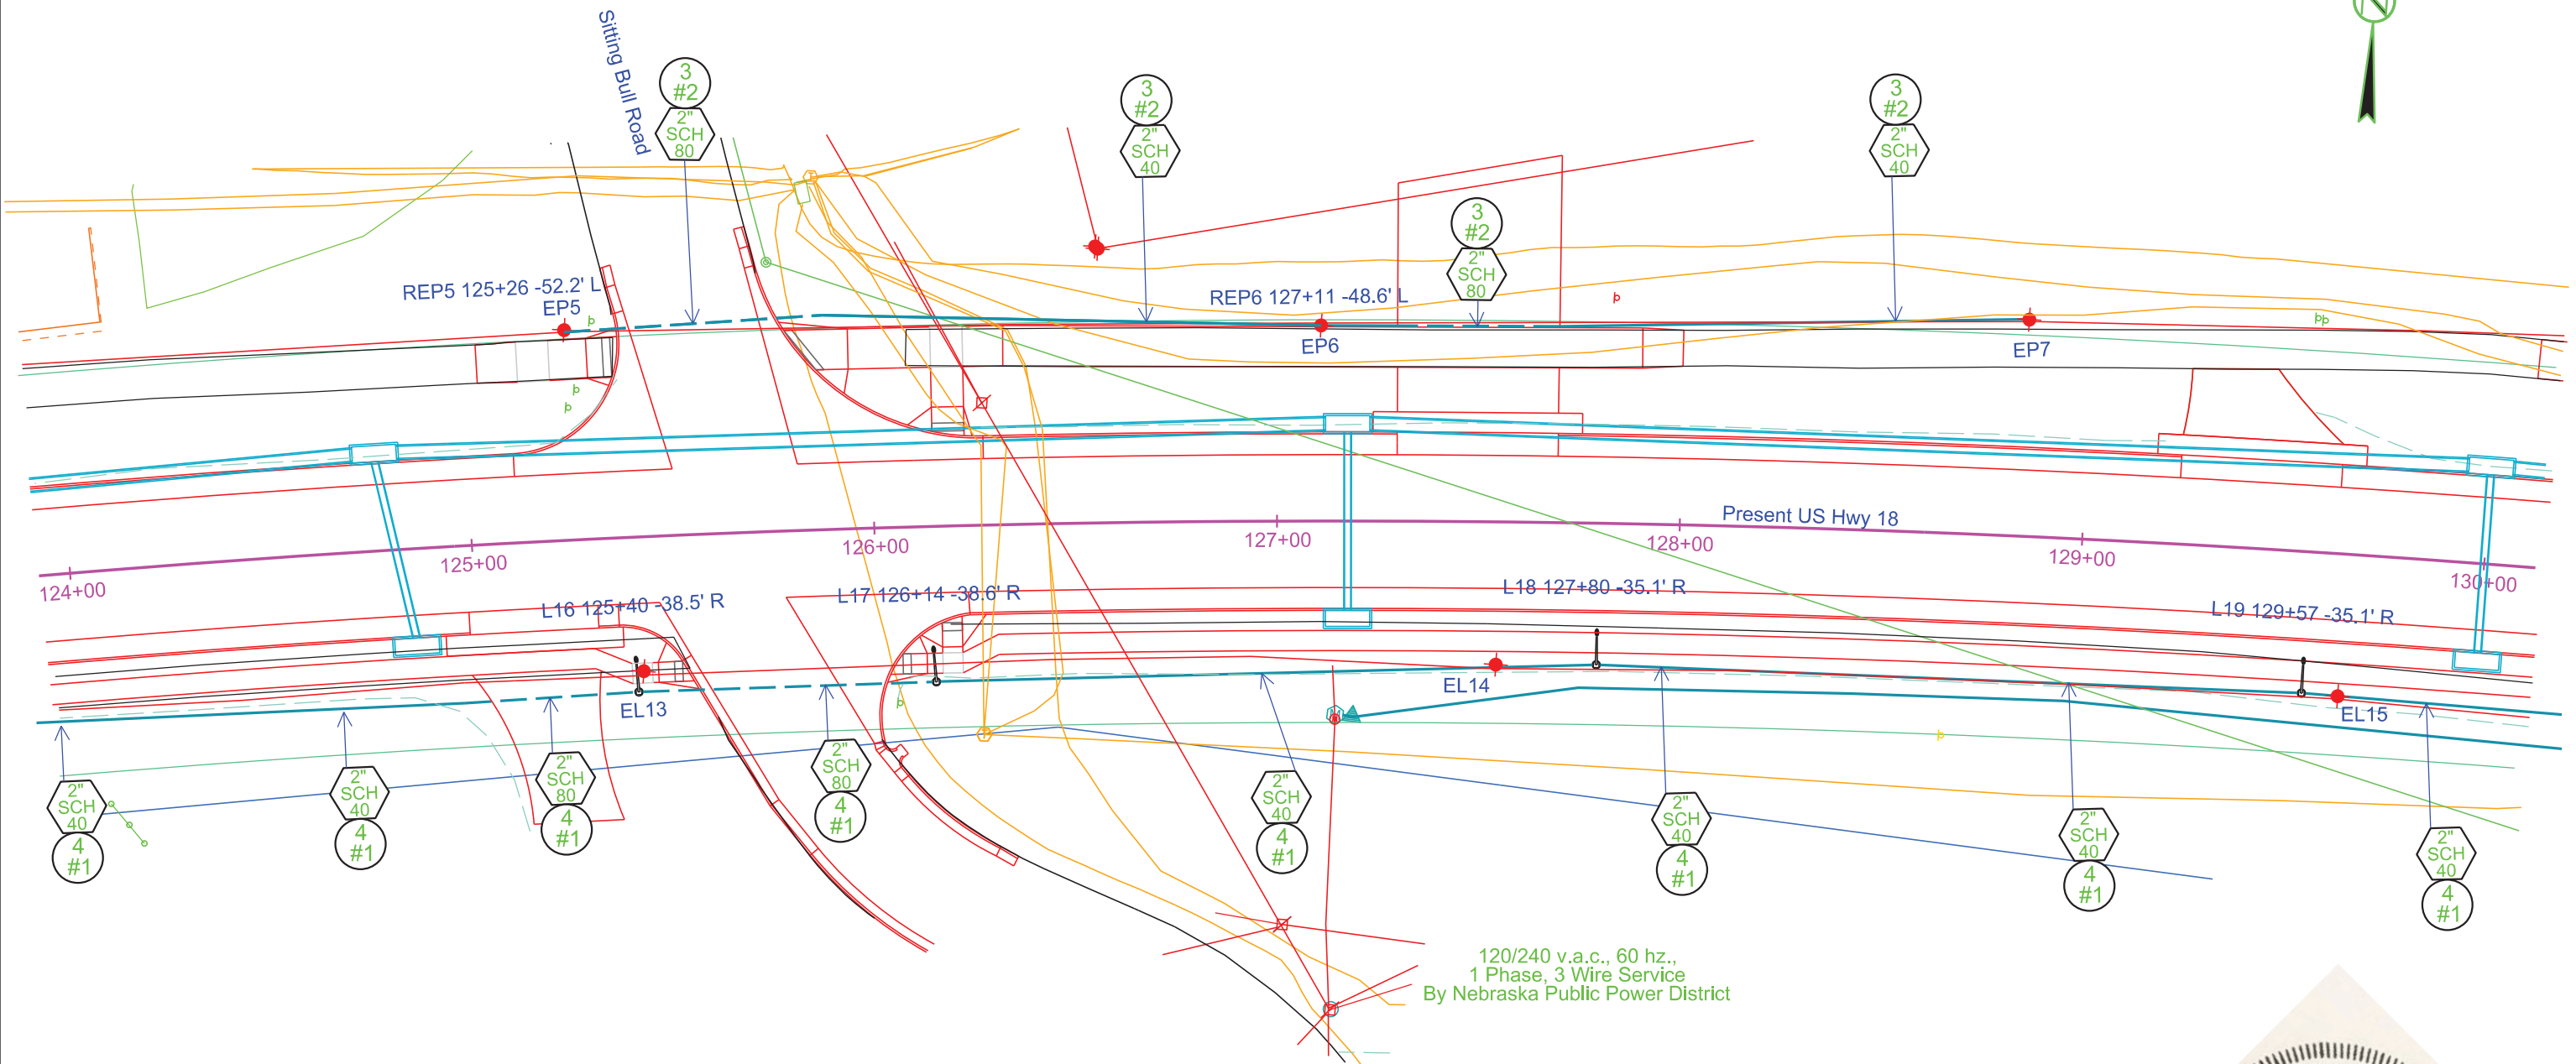 Sitting Bull Road
3
#2
2"
SCH
80
3
#2
2"
SCH
40
3
#2
2"
SCH
80
3
#2
2"
SCH
40
N
REP5 125+26 -52.2' L
EP5
REP6 127+11 -48.6' L
EP6
EP7
Present US Hwy 18
124+00
125+00
126+00
127+00
128+00
129+00
130+00
L16 125+40 -38.5' R
L17 126+14 -38.6' R
L18 127+80 -35.1' R
L19 129+57 -35.1' R
EL13
EL14
EL15
2"
SCH
40
4
#1
2"
SCH
40
4
#1
2"
SCH
80
4
#1
2"
SCH
80
4
#1
2"
SCH
40
4
#1
2"
SCH
40
4
#1
2"
SCH
40
4
#1
2"
SCH
40
4
#1
120/240 v.a.c., 60 hz.,
1 Phase, 3 Wire Service
By Nebraska Public Power District